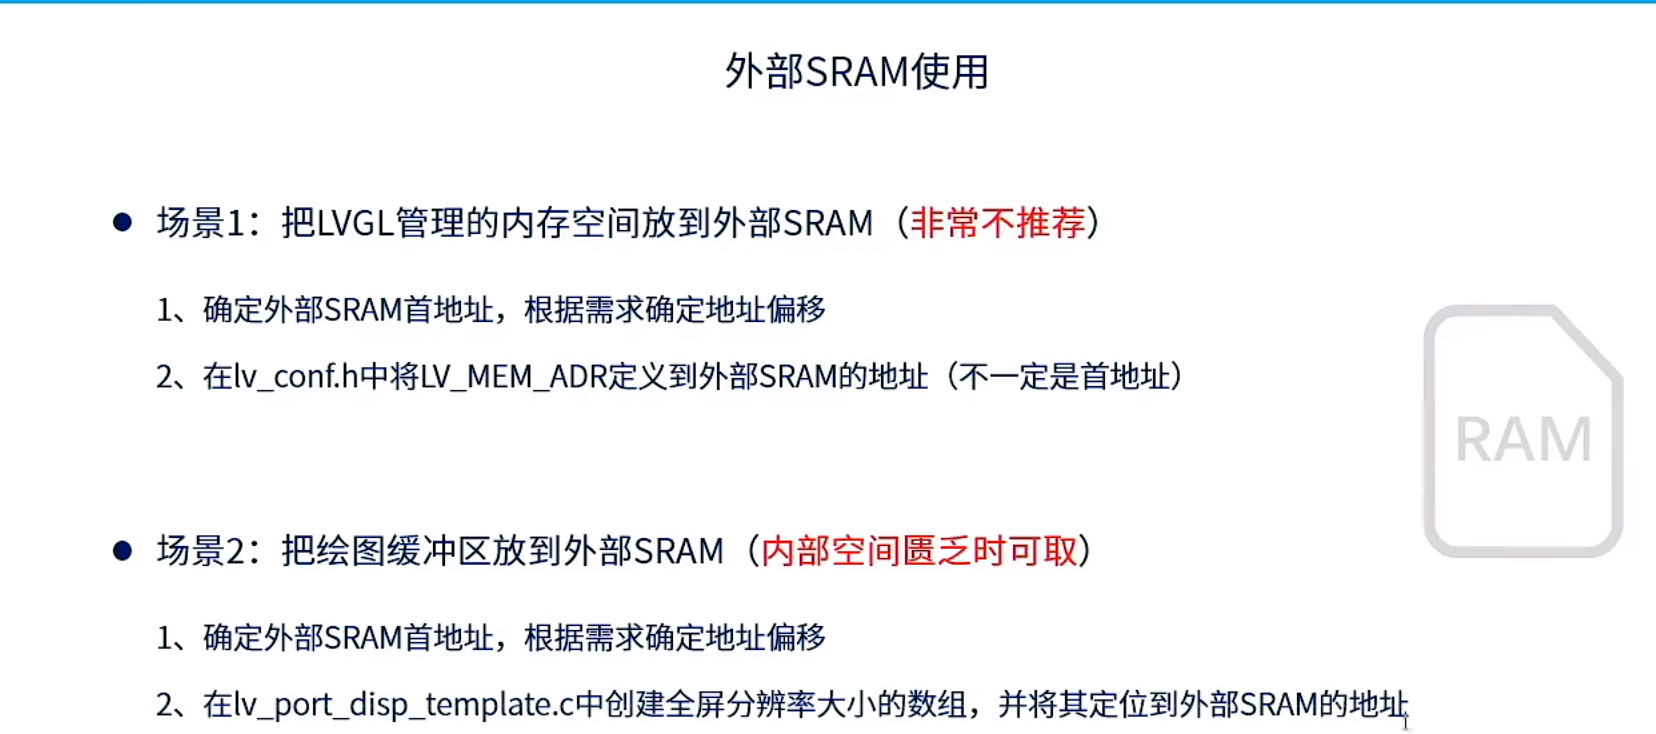 外部SRAM使用
● 场景1：把LVGL管理的内存空间放到外部SRAM（非常不推荐）
1、确定外部SRAM首地址，根据需求确定地址偏移
2、在lv_conf.h中将LV_MEM_ADR定义到外部SRAM的地址（不一定是首地址）
RAM
● 场景2：把绘图缓冲区放到外部SRAM（内部空间匮乏时可取）
1、确定外部SRAM首地址，根据需求确定地址偏移
2、在lv_port_disp_template.c中创建全屏分辨率大小的数组，并将其定位到外部SRAM的地址